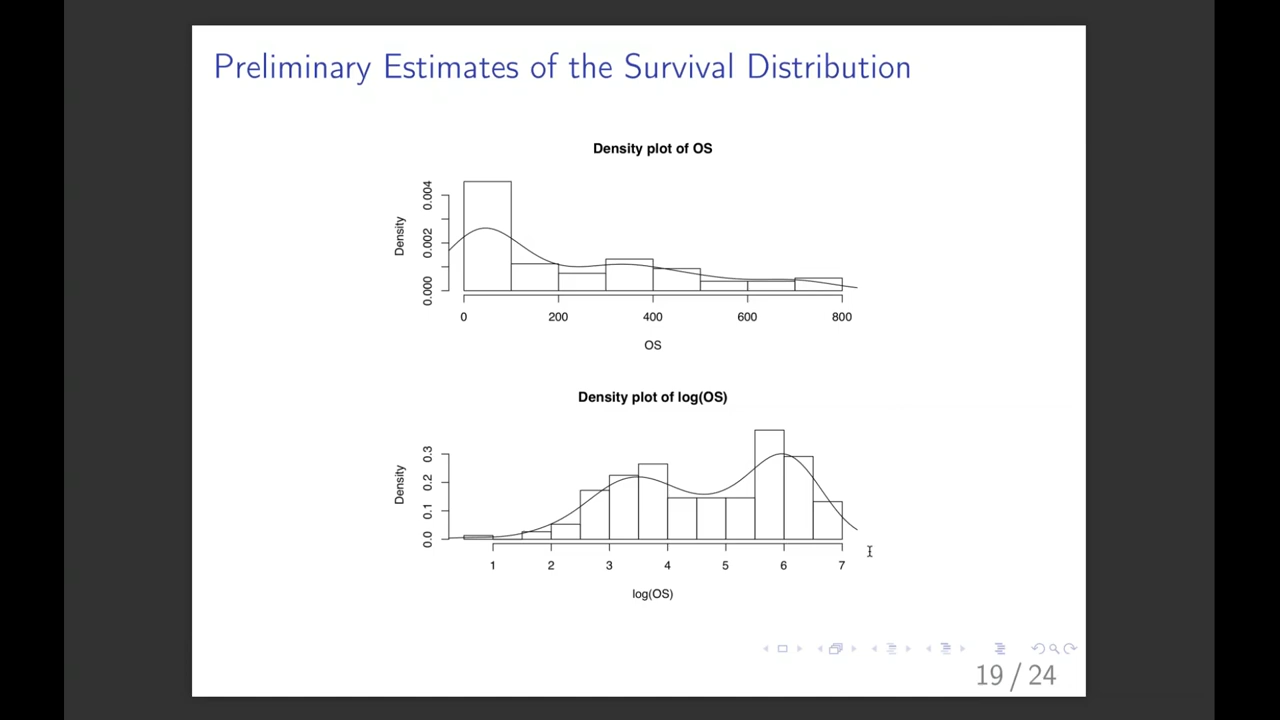 Preliminary Estimates of the Survival Distribution
Density plot of OS
Density
0.000 0.002 0.004
0 200 400 600 800
OS
Density plot of log(OS)
Density
0.0 0.1 0.2 0.3
1 2 3 4 5 6 7
log(OS)
19 / 24